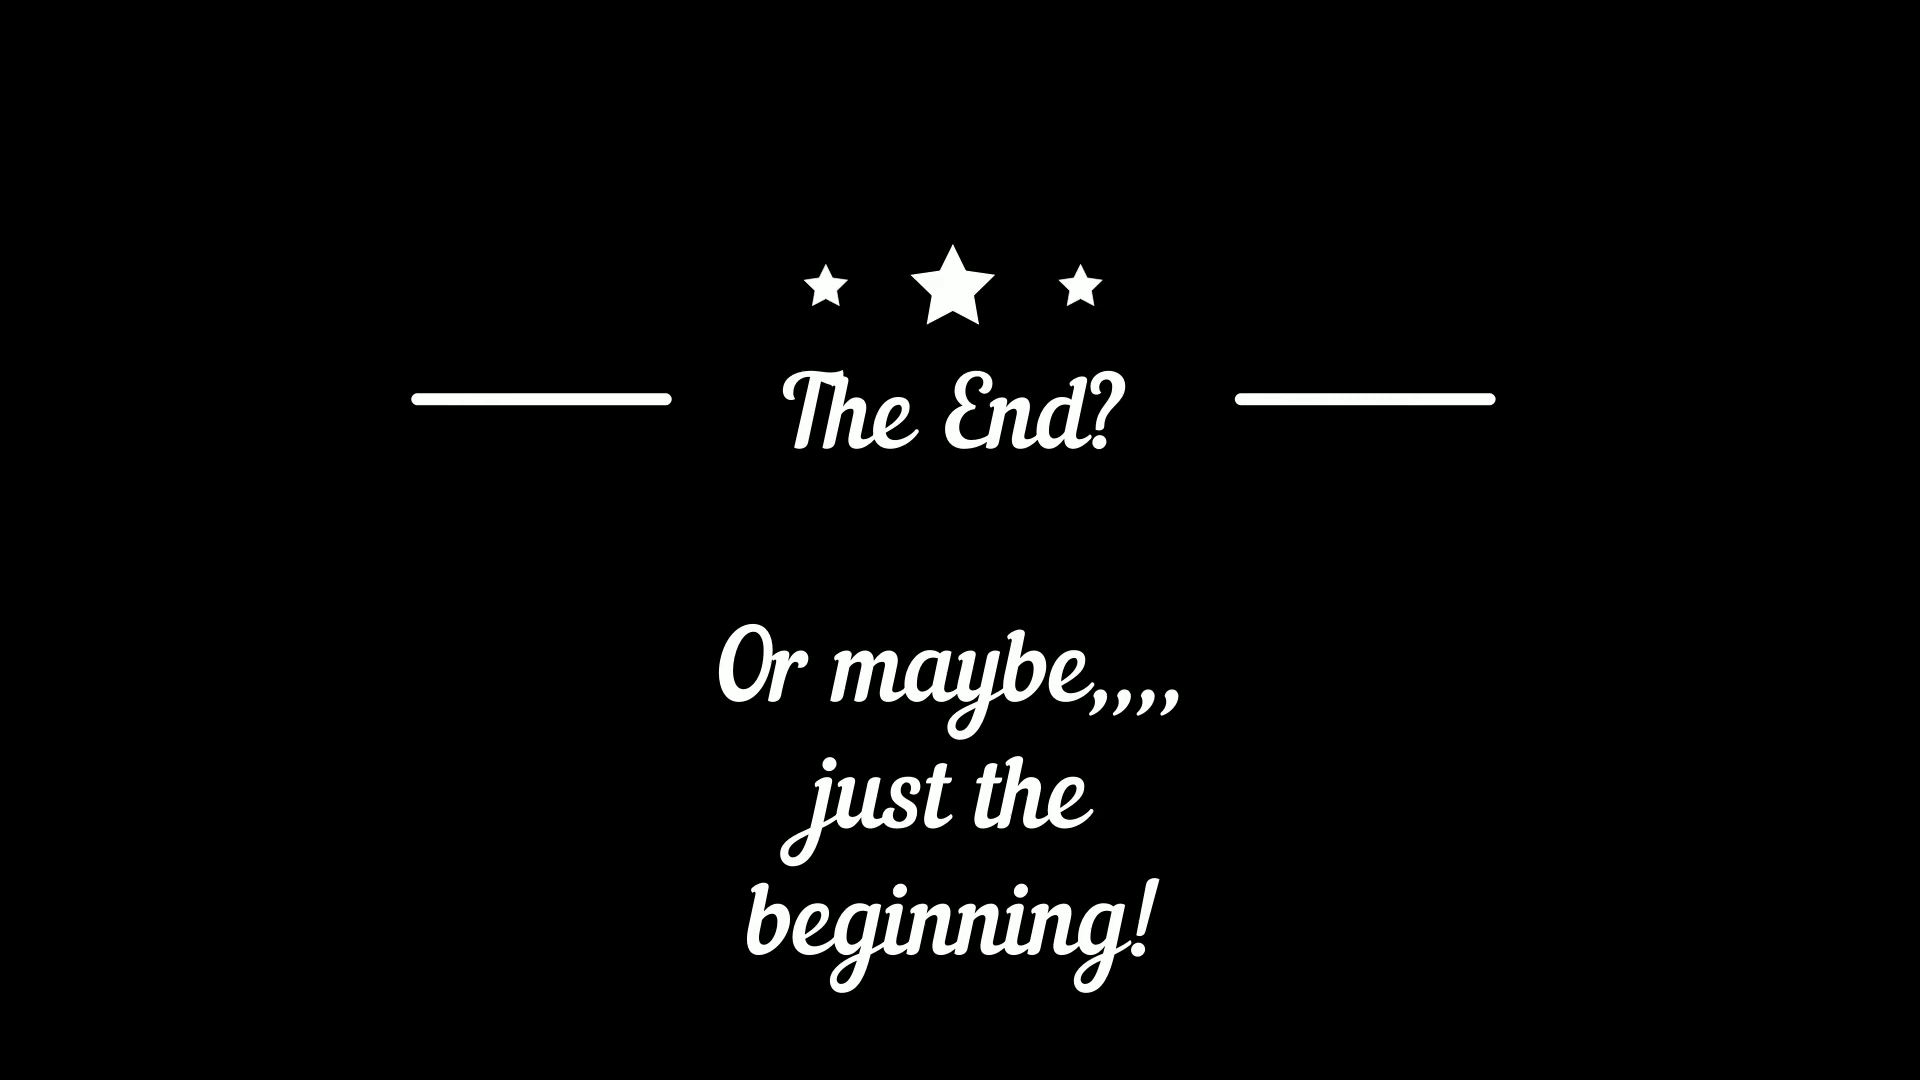 The End?
Or maybe,,,,
just the
beginning!